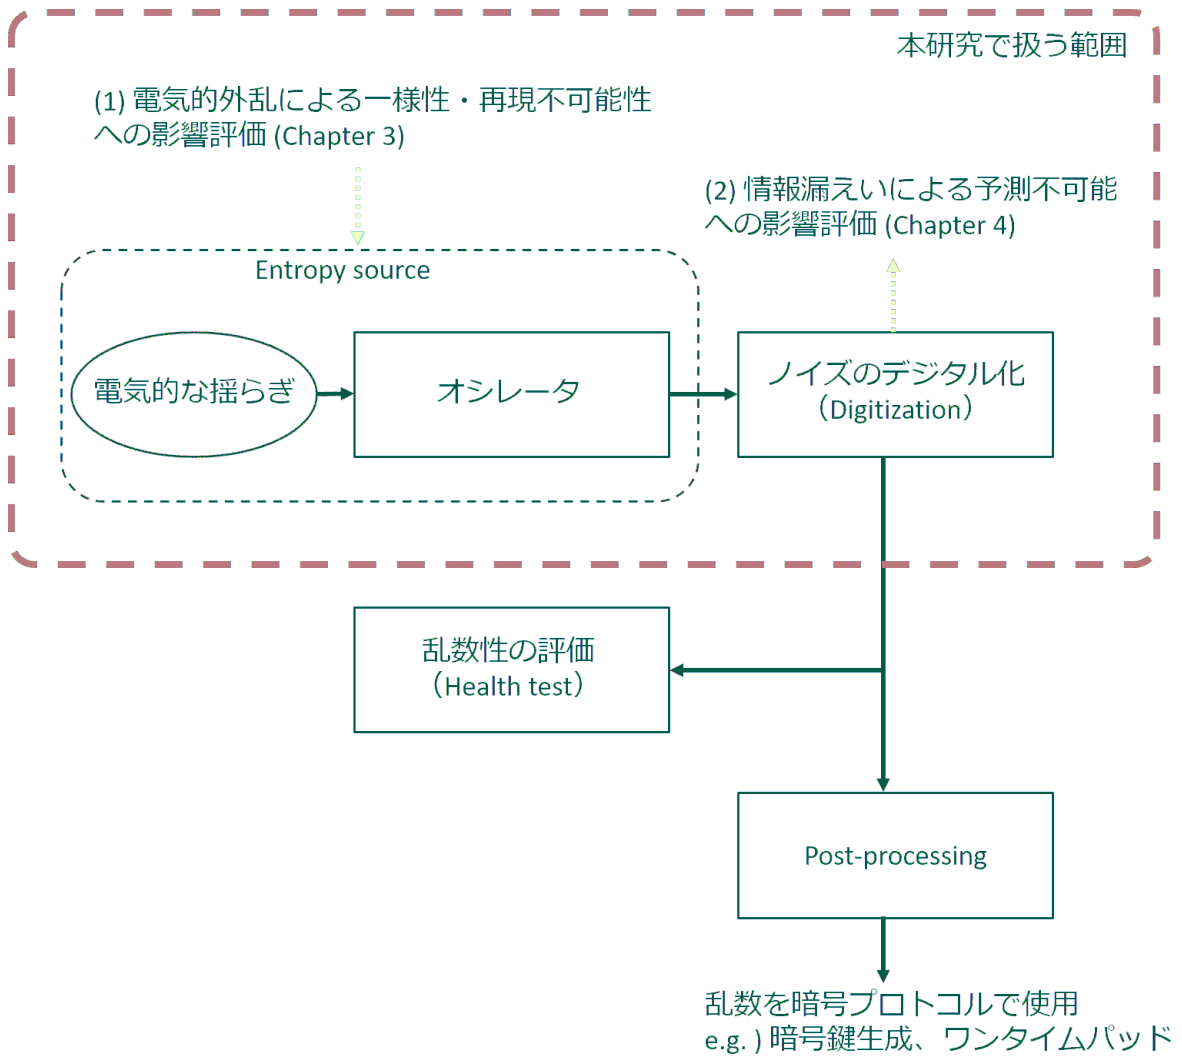 本研究で扱う範囲
(1) 電気的外乱による一様性・再現不可能性
への影響評価 (Chapter 3)
(2) 情報漏えいによる予測不可能
への影響評価 (Chapter 4)
Entropy source
電気的な揺らぎ
オシレータ
ノイズのデジタル化
（Digitization）
乱数性の評価
（Health test）
Post-processing
乱数を暗号プロトコルで使用
e.g. ) 暗号鍵生成、ワンタイムパッド